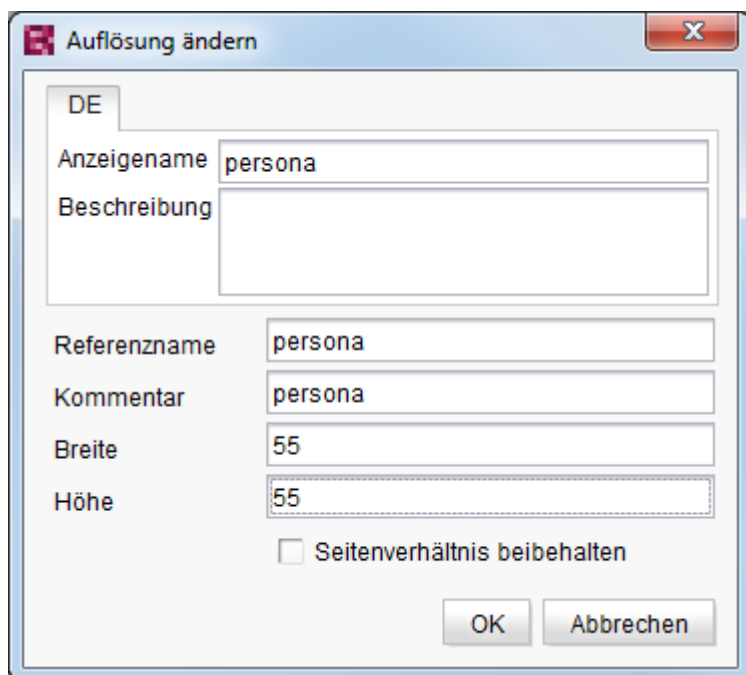 Auflösung ändern
DE
Anzeigename persona
Beschreibung
Referenzname persona
Kommentar persona
Breite 55
Höhe 55
Seitenverhältnis beibehalten
OK Abbrechen